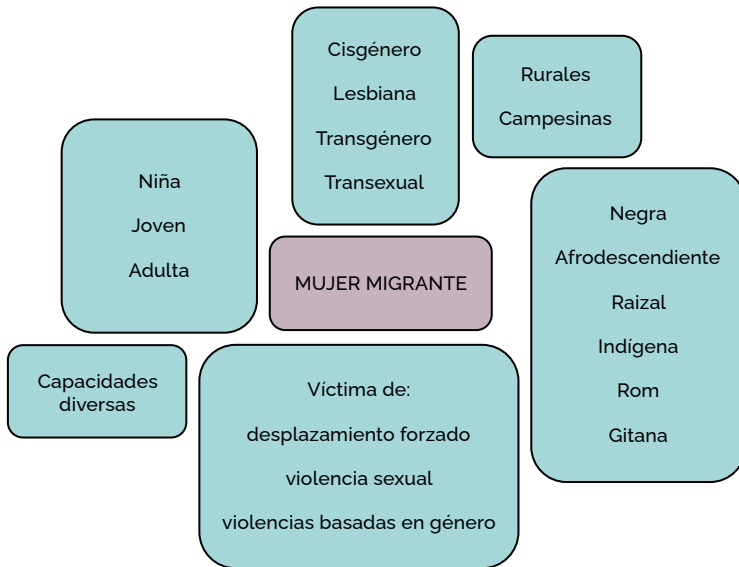 Cisgénero
Lesbiana
Transgénero
Transexual
Rurales
Campesinas
Niña
Joven
Adulta
MUJER MIGRANTE
Negra
Afrodescendiente
Raizal
Indígena
Rom
Gitana
Capacidades
diversas
Víctima de:
desplazamiento forzado
violencia sexual
violencias basadas en género